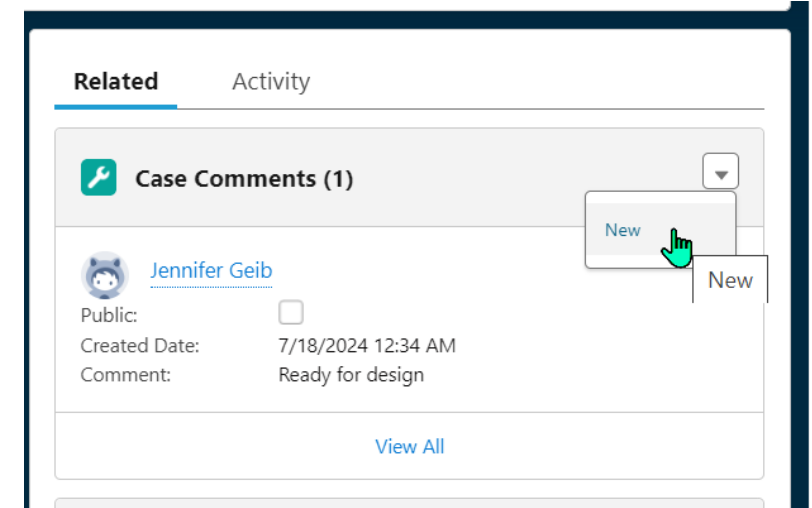 Related Activity
Case Comments (1)
New
New
Jennifer Geib
Public:
Created Date: 7/18/2024 12:34 AM
Comment: Ready for design
View All